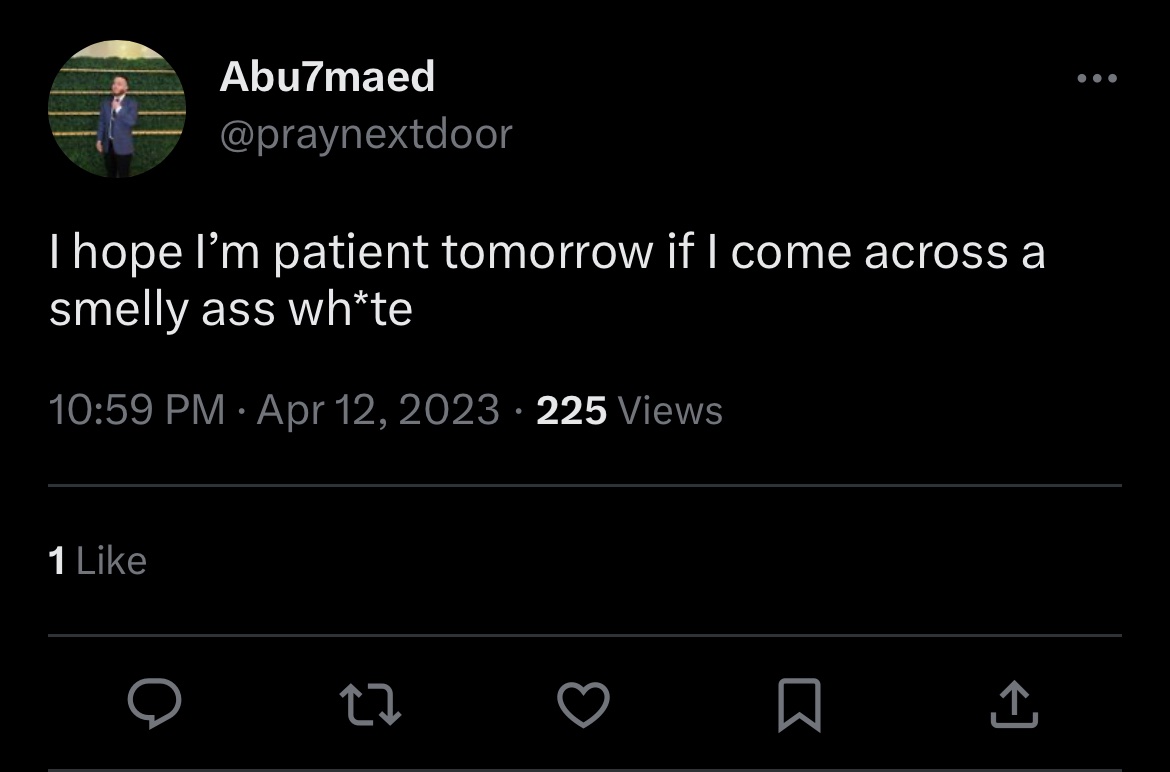 Abu7maed
@praynextdoor
I hope I’m patient tomorrow if I come across a
smelly ass wh*te
10:59 PM · Apr 12, 2023 · 225 Views
1 Like